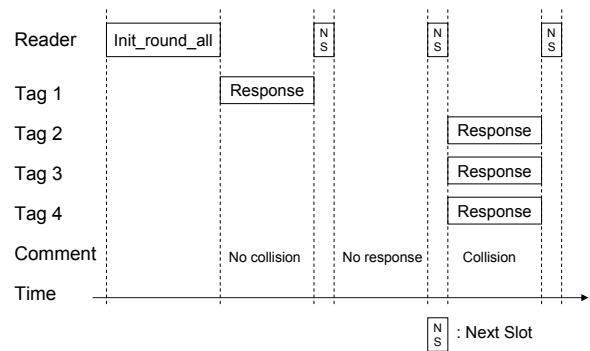 Reader Init_round_all N S N S N S
Tag 1 Response
Tag 2 Response
Tag 3 Response
Tag 4 Response
Comment No collision No response Collision
Time
N S : Next Slot